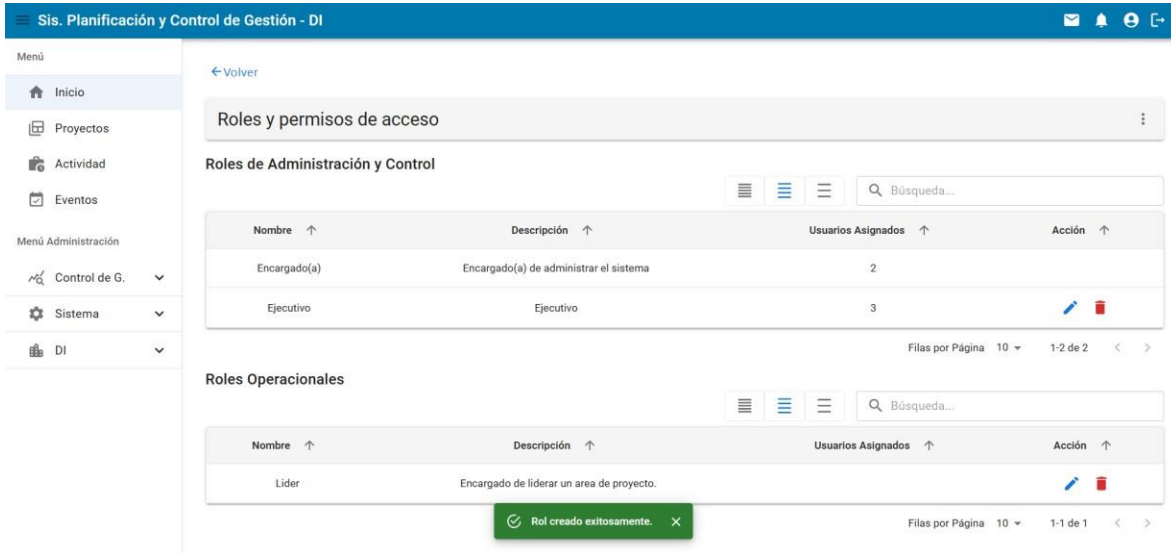 Sis. Planificación y Control de Gestión - DI
Menú
Inicio
Proyectos
Actividad
Eventos
Menú Administración
Control de G.
Sistema
DI
Volver
Roles y permisos de acceso
Roles de Administración y Control
Búsqueda...
Nombre Descripción Usuarios Asignados Acción
Encargado(a) Encargado(a) de administrar el sistema 2
Ejecutivo Ejecutivo 3
Filas por Página 10 1-2 de 2
Roles Operacionales
Búsqueda...
Nombre Descripción Usuarios Asignados Acción
Lider Encargado de liderar un area de proyecto.
Rol creado exitosamente.
Filas por Página 10 1-1 de 1